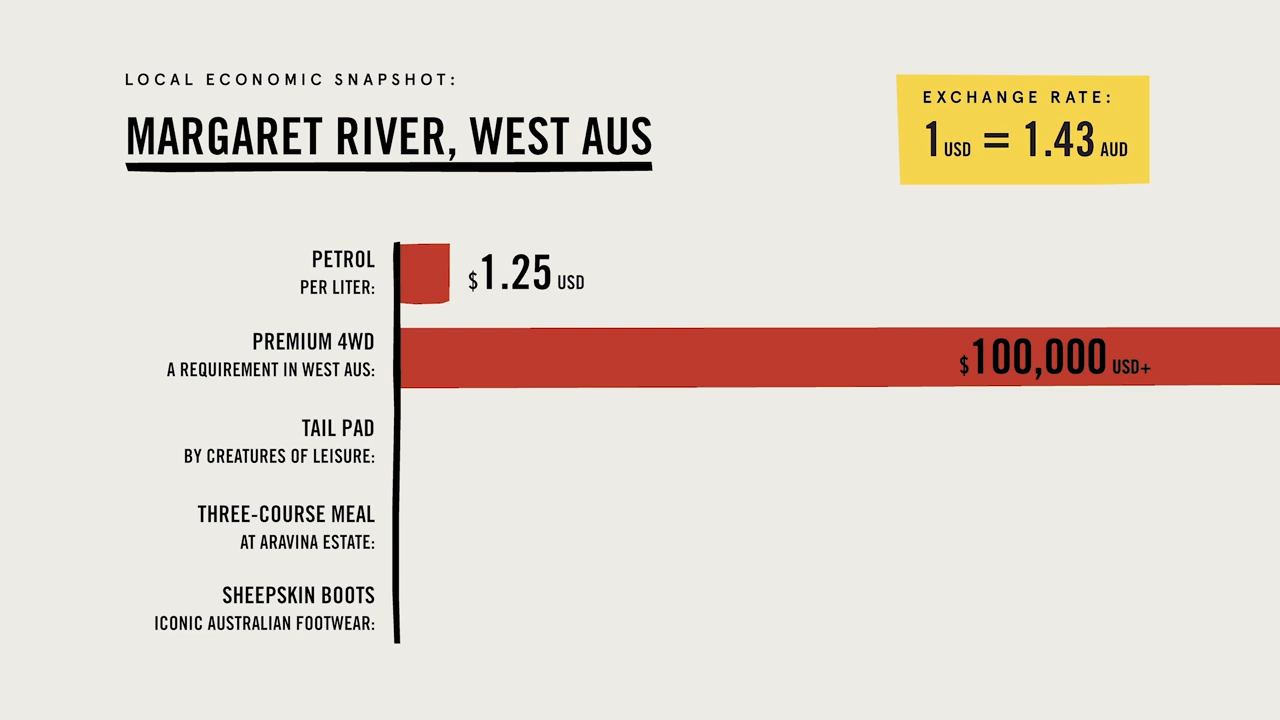 LOCAL ECONOMIC SNAPSHOT:
MARGARET RIVER, WEST AUS
EXCHANGE RATE:
1 USD = 1.43 AUD
PETROL
PER LITER:
$1.25 USD
PREMIUM 4WD
A REQUIREMENT IN WEST AUS:
$100,000 USD+
TAIL PAD
BY CREATURES OF LEISURE:
THREE-COURSE MEAL
AT ARAVINA ESTATE:
SHEEPSKIN BOOTS
ICONIC AUSTRALIAN FOOTWEAR: